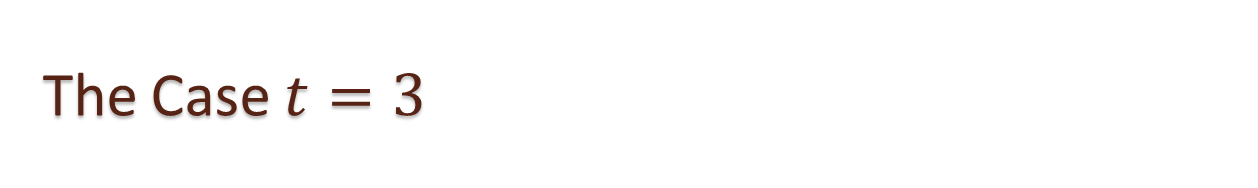 The Case t = 3